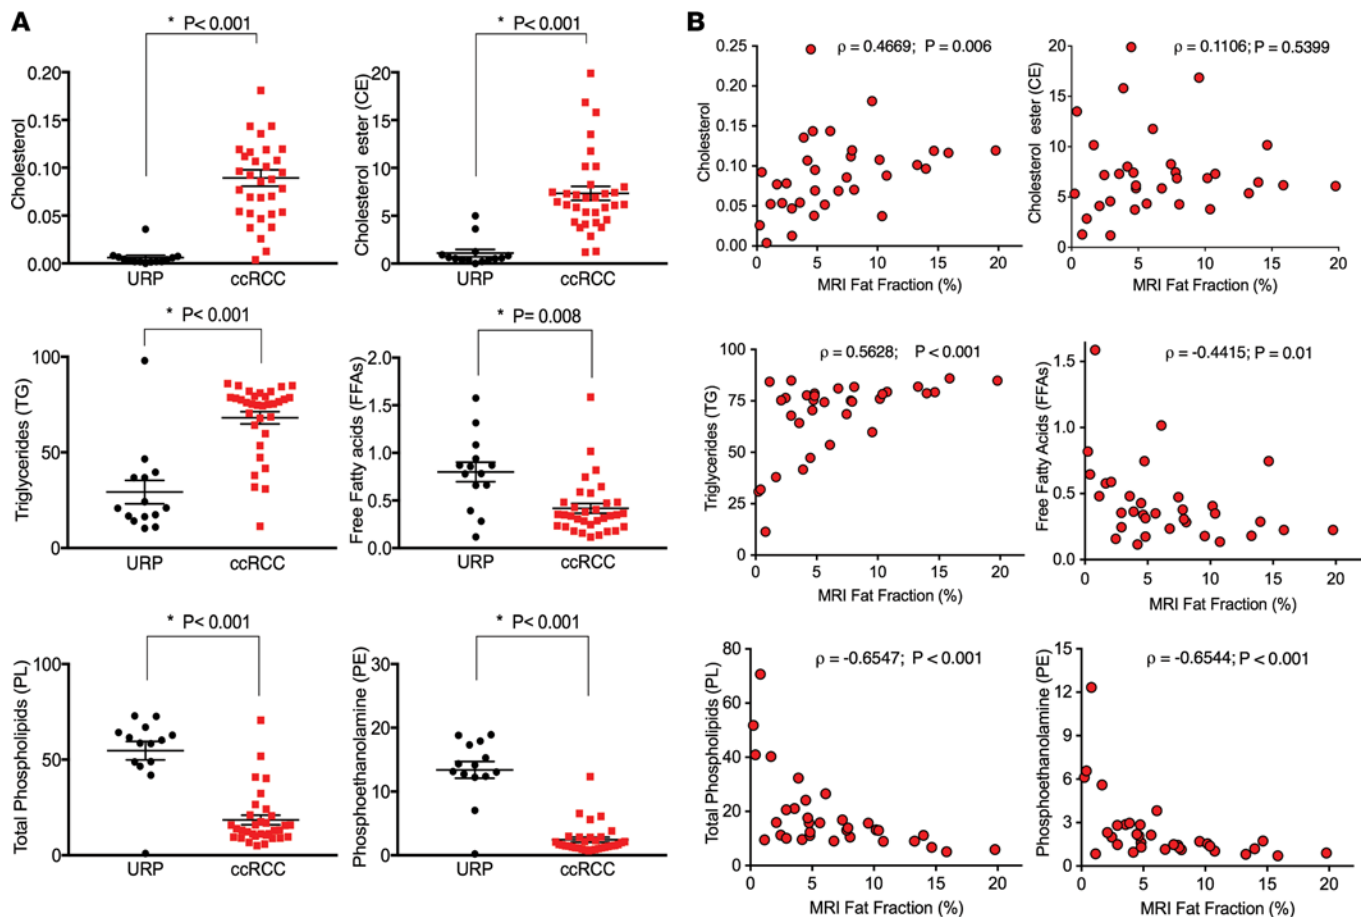 A
* P< 0.001
Cholesterol
0.20
0.15
0.10
0.05
0.00
URP ccRCC
* P< 0.001
Cholesterol ester (CE)
20
15
10
5
0
URP ccRCC
* P< 0.001
Triglycerides (TG)
100
50
0
URP ccRCC
* P= 0.008
Free Fatty acids (FFAs)
2.0
1.5
1.0
0.5
0.0
URP ccRCC
* P< 0.001
Total Phopholipids (PL)
100
50
0
URP ccRCC
* P< 0.001
Phosphoethanolamine (PE)
30
20
10
0
URP ccRCC
B
ρ = 0.4669; P = 0.006
Cholesterol
0.25
0.20
0.15
0.10
0.05
0.00
0 5 10 15 20
MRI Fat Fraction (%)
ρ = 0.1106; P = 0.5399
Cholesterol ester (CE)
20
15
10
5
0
0 5 10 15 20
MRI Fat Fraction (%)
ρ = 0.5628; P < 0.001
Triglycerides (TG)
100
75
50
25
0
0 5 10 15 20
MRI Fat Fraction (%)
ρ = -0.4415; P = 0.01
Free Fatty Acids (FFAs)
1.5
1.0
0.5
0.0
0 5 10 15 20
MRI Fat Fraction (%)
ρ = -0.6547; P < 0.001
Total Phospholipids (PL)
80
60
40
20
0
0 5 10 15 20
MRI Fat Fraction (%)
ρ = -0.6544; P < 0.001
Phosphoethanolamine (PE)
15
12
9
6
3
0
0 5 10 15 20
MRI Fat Fraction (%)